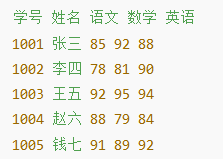 学号 姓名 语文 数学 英语
1001 张三 85 92 88
1002 李四 78 81 90
1003 王五 92 95 94
1004 赵六 88 79 84
1005 钱七 91 89 92